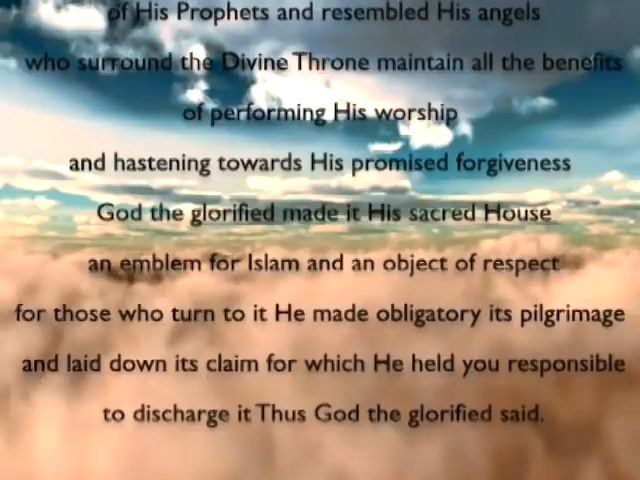 of His Prophets and resembled His angels
who surround the Divine Throne maintain all the benefits
of performing His worship
and hastening towards His promised forgiveness
God the glorified made it His sacred House
an emblem for Islam and an object of respect
for those who turn to it He made obligatory its pilgrimage
and laid down its claim for which He held you responsible
to discharge it Thus God the glorified said.